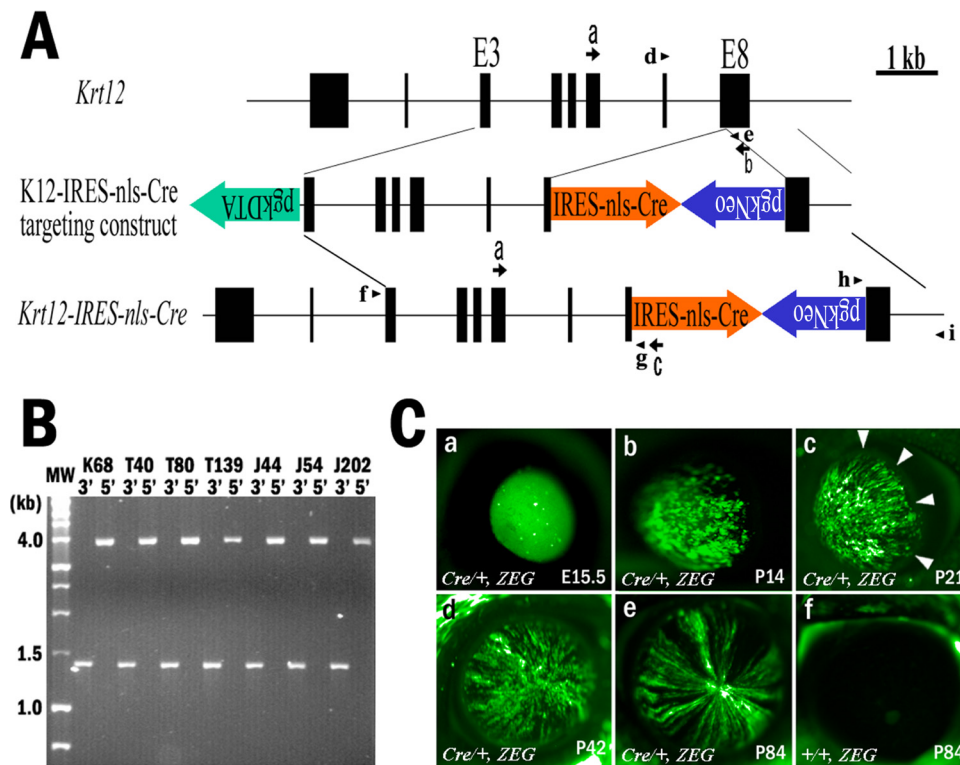 A
E3
a
d
E8
1 kb
Krt12
e
b
K12-IRES-nls-Cre
targeting construct
pgkDTA
IRES-nls-Cre
pgkNeo
a
f
h
Krt12-IRES-nls-Cre
IRES-nls-Cre
pgkNeo
g
c
i
B
K68 T40 T80 T139 J44 J54 J202
MW
3' 5' 3' 5' 3' 5' 3' 5' 3' 5' 3' 5' 3' 5'
(kb)
4.0
1.5
1.0
C
a
Cre/+, ZEG
E15.5
b
Cre/+, ZEG
P14
c
Cre/+, ZEG
P21
d
Cre/+, ZEG
P42
e
Cre/+, ZEG
P84
f
+/+, ZEG
P84